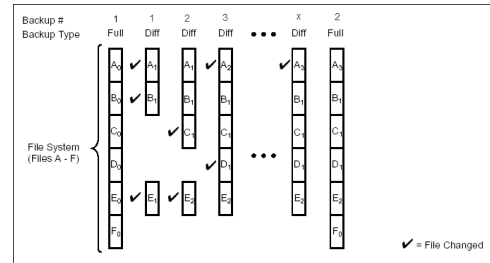 Backup # 1 1 2 3 x 2
Backup Type Full Diff Diff Diff ••• Diff Full
A₀ ✔ A₁ A₁ ✔ A₂ ✔ A₃ A₃
B₀ ✔ B₁ B₁ B₁ B₁ B₁
C₀ ✔ C₁ C₁ C₁ C₁
File System
(Files A - F)
D₀ ✔ D₁ ••• D₁ D₁
E₀ ✔ E₁ ✔ E₂ E₂ E₂ E₂
F₀ F₀
✔ = File Changed